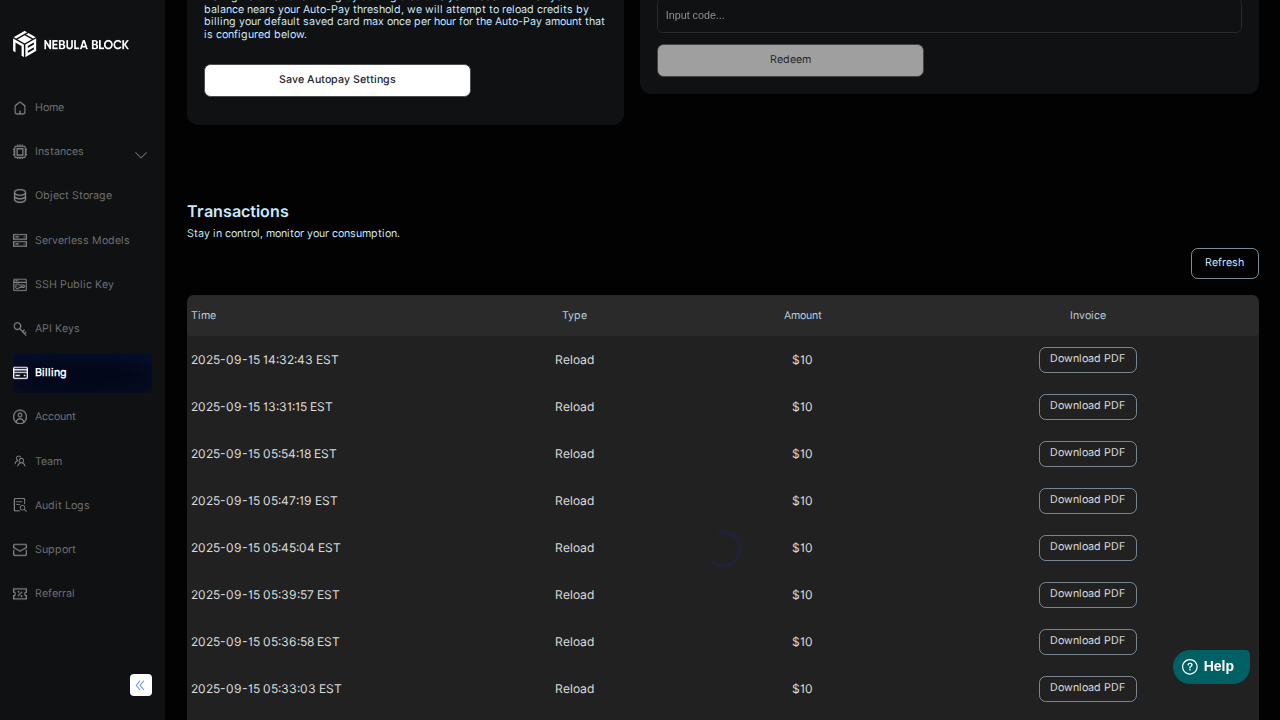 NEBULA BLOCK
Home
Instances
Object Storage
Serverless Models
SSH Public Key
API Keys
Billing
Account
Team
Audit Logs
Support
Referral
balance nears your Auto-Pay threshold, we will attempt to reload credits by
billing your default saved card max once per hour for the Auto-Pay amount that
is configured below.
Save Autopay Settings
Input code...
Redeem
Transactions
Stay in control, monitor your consumption.
Refresh
Time Type Amount Invoice
2025-09-15 14:32:43 EST Reload $10 Download PDF
2025-09-15 13:31:15 EST Reload $10 Download PDF
2025-09-15 05:54:18 EST Reload $10 Download PDF
2025-09-15 05:47:19 EST Reload $10 Download PDF
2025-09-15 05:45:04 EST Reload $10 Download PDF
2025-09-15 05:39:57 EST Reload $10 Download PDF
2025-09-15 05:36:58 EST Reload $10 Download PDF
2025-09-15 05:33:03 EST Reload $10 Download PDF
Help